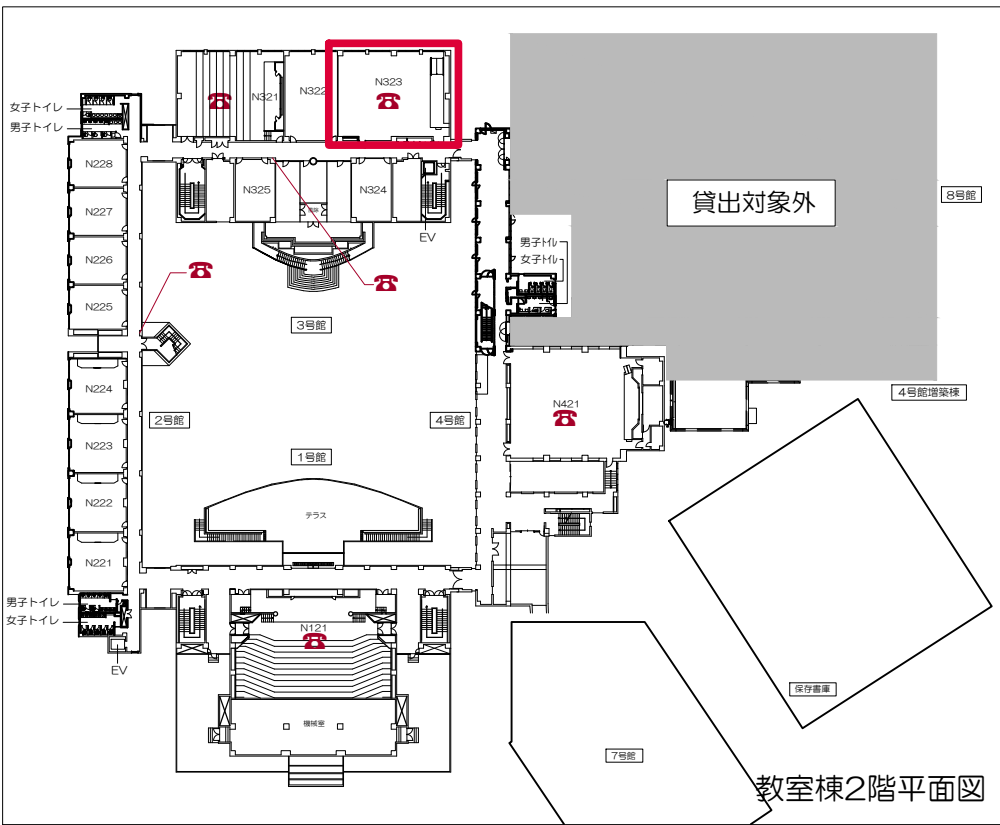 N321
N322
N323
女子トイレ
男子トイレ
N228
N227
N226
N225
N224
N223
N222
N221
男子トイレ
女子トイレ
EV
N325
N324
EV
貸出対象外
8号館
男子トイレ
女子トイレ
3号館
2号館
4号館
N421
4号館増築棟
1号館
テラス
N121
機械室
保存書庫
7号館
教室棟2階平面図